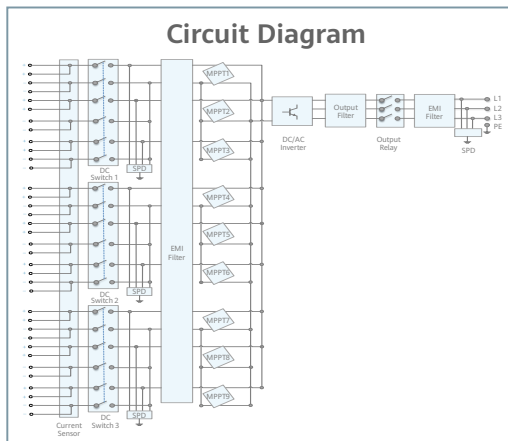 Circuit Diagram
MPPT1
MPPT2
MPPT3
SPD
DC
Switch 1
MPPT4
MPPT5
MPPT6
SPD
DC
Switch 2
EMI
Filter
MPPT7
MPPT8
MPPT9
SPD
DC
Switch 3
Current
Sensor
DC/AC
Inverter
Output
Filter
Output
Relay
EMI
Filter
L1
L2
L3
PE
SPD